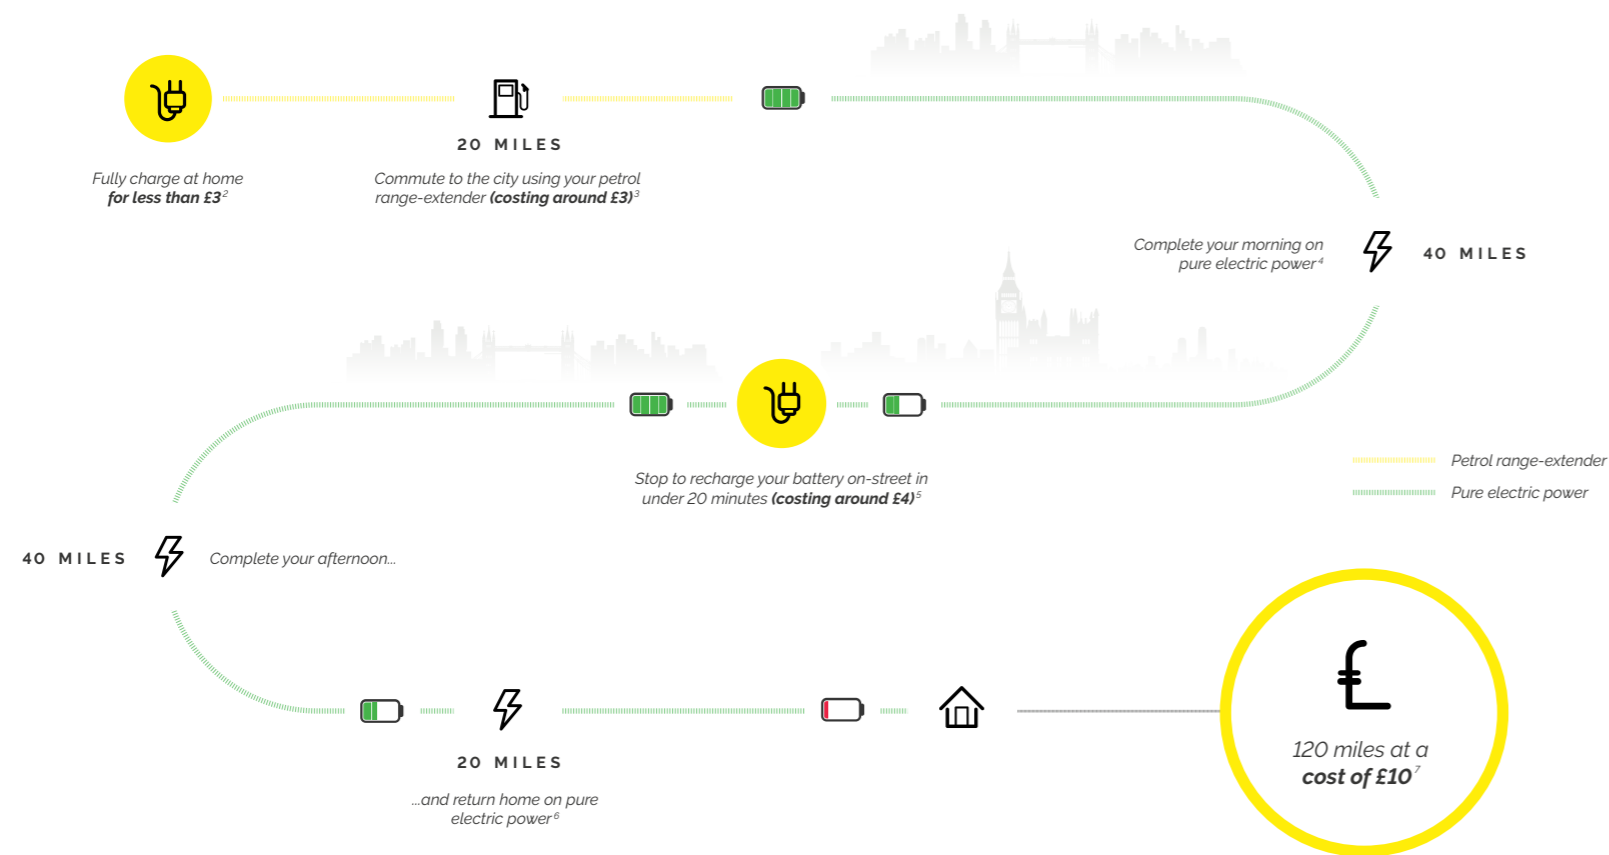 20 MILES
Fully charge at home
for less than £3²
Commute to the city using your petrol
range-extender (costing around £3)³
Complete your morning on
pure electric power⁴
40 MILES
Stop to recharge your battery on-street in
under 20 minutes (costing around £4)⁵
Petrol range-extender
Pure electric power
40 MILES
Complete your afternoon...
20 MILES
...and return home on pure
electric power⁶
£
120 miles at a
cost of £10⁷